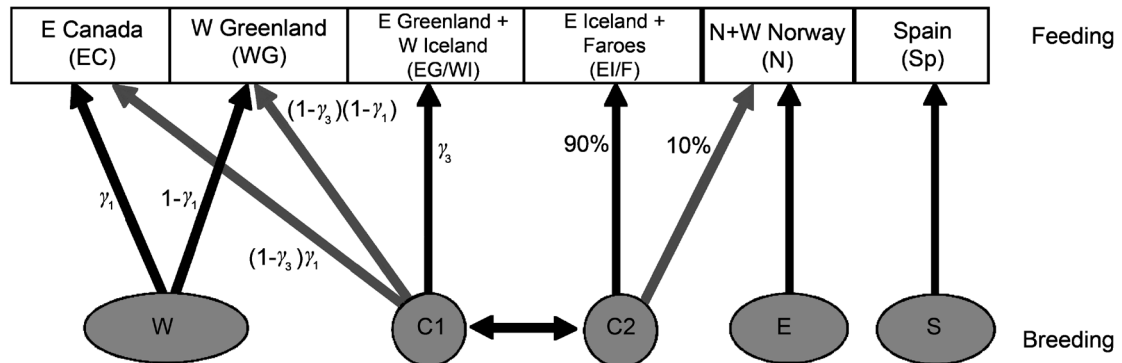 E Canada
(EC)
W Greenland
(WG)
E Greenland +
W Iceland
(EG/WI)
E Iceland +
Faroes
(EI/F)
N+W Norway
(N)
Spain
(Sp)
Feeding
(1-γ₃)(1-γ₁)
γ₃
90%
10%
γ₁
1-γ₁
(1-γ₃)γ₁
W
C1
C2
E
S
Breeding